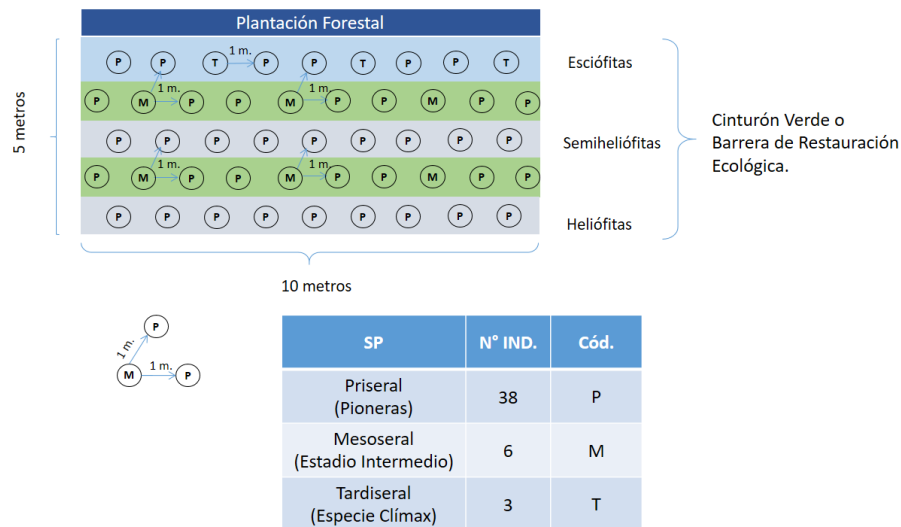 Plantación Forestal
1 m.
P P T P P T P P T
Esciófitas
1 m. 1 m.
P M P P M P P M P P
5 metros
P P P P P P P P P
Semiheliófitas
Cinturón Verde o
Barrera de Restauración
Ecológica.
1 m. 1 m.
P M P P M P P M P P
P P P P P P P P P
Heliófitas
10 metros
P
1 m.
1 m.
M P
SP N° IND. Cód.
Priseral
(Pioneras) 38 P
Mesoseral
(Estadio Intermedio) 6 M
Tardiseral
(Especie Clímax) 3 T